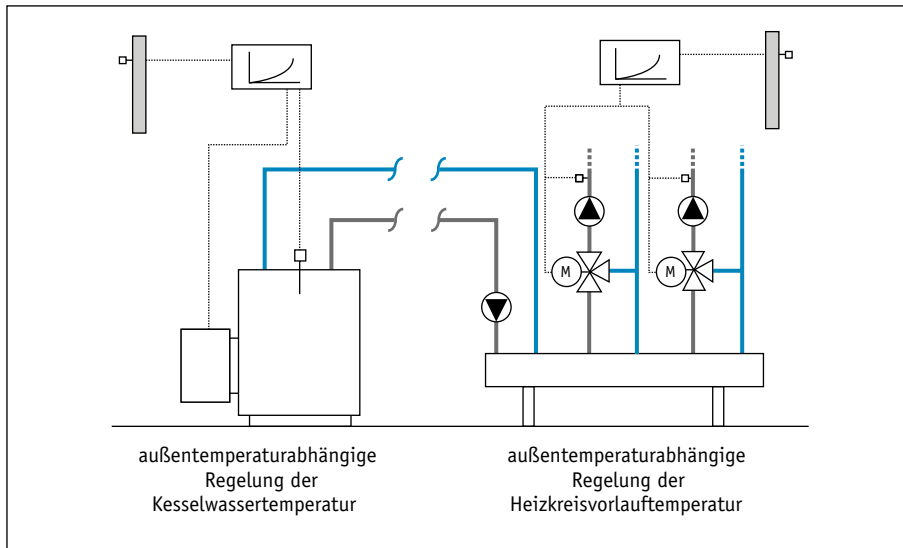 M
M
außentemperaturabhängige
Regelung der
Kesselwassertemperatur
außentemperaturabhängige
Regelung der
Heizkreisvorlauftemperatur